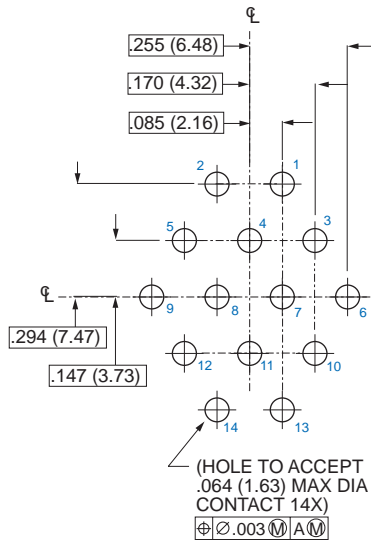 ℄
.255 (6.48)
.170 (4.32)
.085 (2.16)
2 1
5 4 3
℄
9 8 7 6
.294 (7.47)
.147 (3.73)
12 11 10
14 13
(HOLE TO ACCEPT
.064 (1.63) MAX DIA
CONTACT 14X)
⌖ ∅.003 Ⓜ A Ⓜ